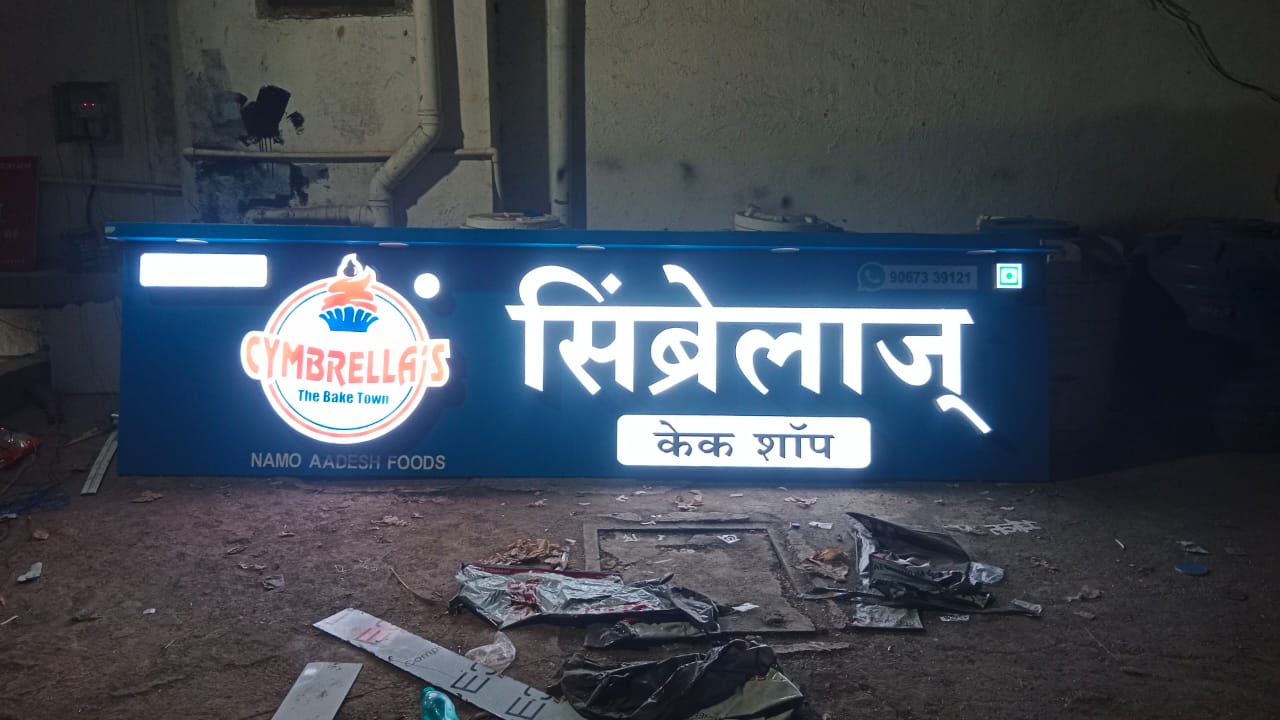 CYMBRELLA'S
The Bake Town
NAMO AADESH FOODS
सिंब्रेलाज्
केक शॉप
90673 39121